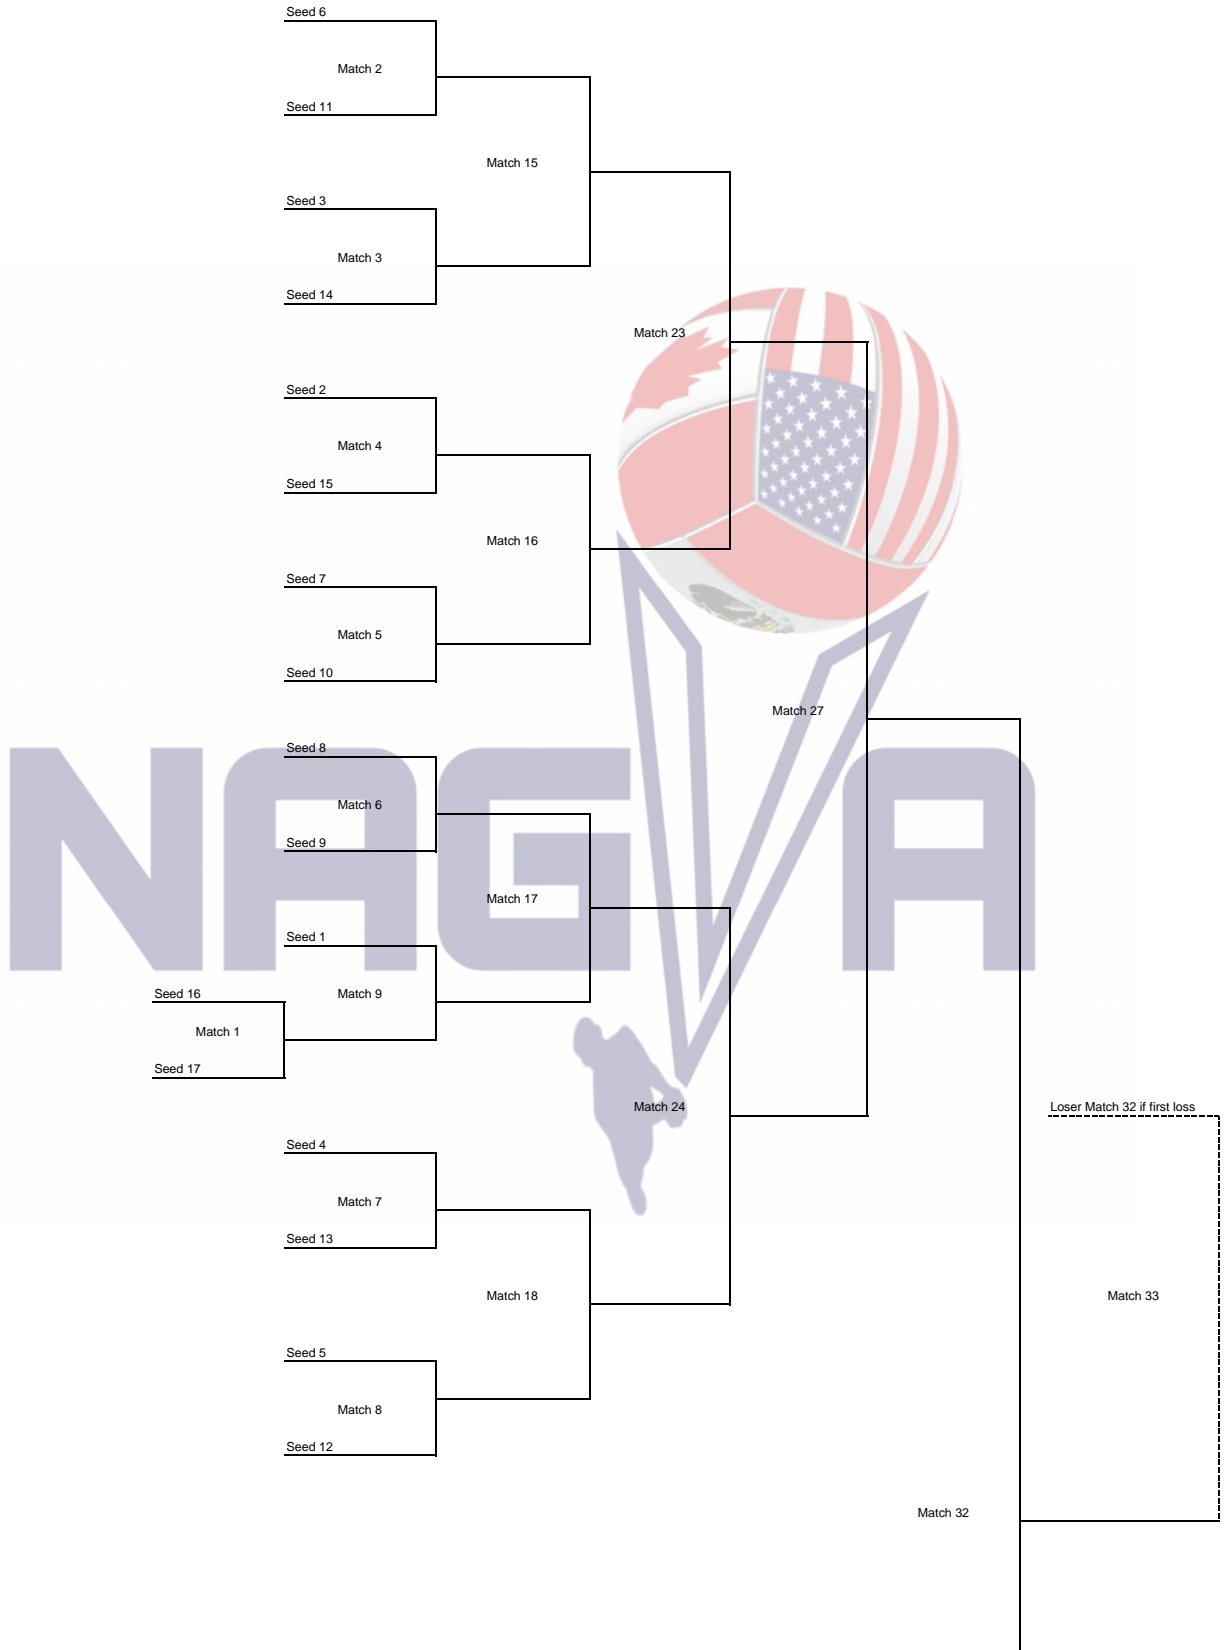 Seed 6
Match 2
Seed 11
Match 15
Seed 3
Match 3
Seed 14
Match 23
Seed 2
Match 4
Seed 15
Match 16
Seed 7
Match 5
Seed 10
Match 27
Seed 8
Match 6
Seed 9
Match 17
Seed 1
Seed 16
Match 9
Match 1
Seed 17
Match 24
Loser Match 32 if first loss
Seed 4
Match 7
Seed 13
Match 18
Match 33
Seed 5
Match 8
Seed 12
Match 32
NAGVA